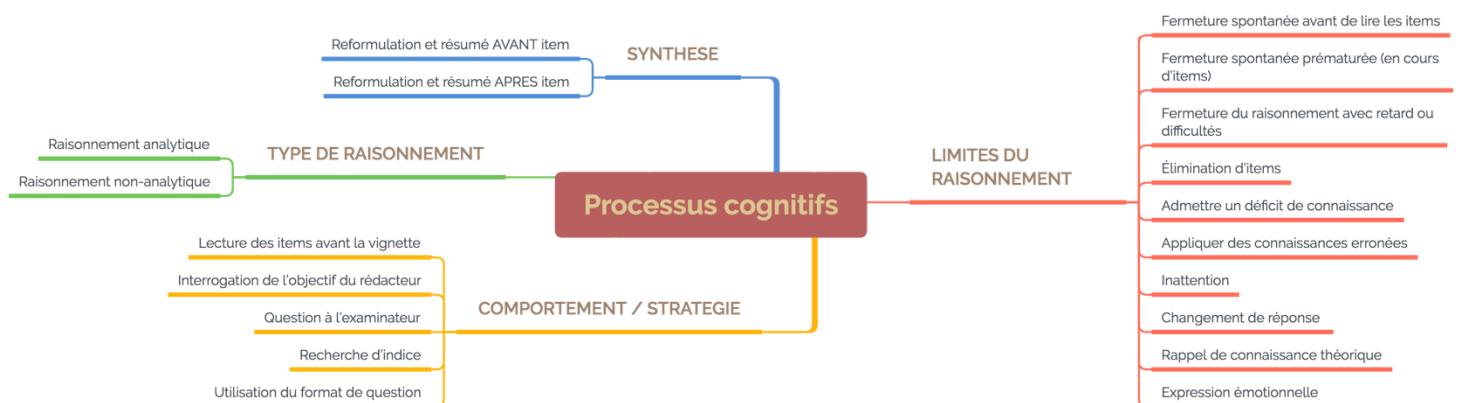 Processus cognitifs
SYNTHESE
Reformulation et résumé AVANT item
Reformulation et résumé APRES item
TYPE DE RAISONNEMENT
Raisonnement analytique
Raisonnement non-analytique
COMPORTEMENT / STRATEGIE
Lecture des items avant la vignette
Interrogation de l'objectif du rédacteur
Question à l'examinateur
Recherche d'indice
Utilisation du format de question
LIMITES DU
RAISONNEMENT
Fermeture spontanée avant de lire les items
Fermeture spontanée prématurée (en cours
d'items)
Fermeture du raisonnement avec retard ou
difficultés
Élimination d'items
Admettre un déficit de connaissance
Appliquer des connaissances erronées
Inattention
Changement de réponse
Rappel de connaissance théorique
Expression émotionnelle